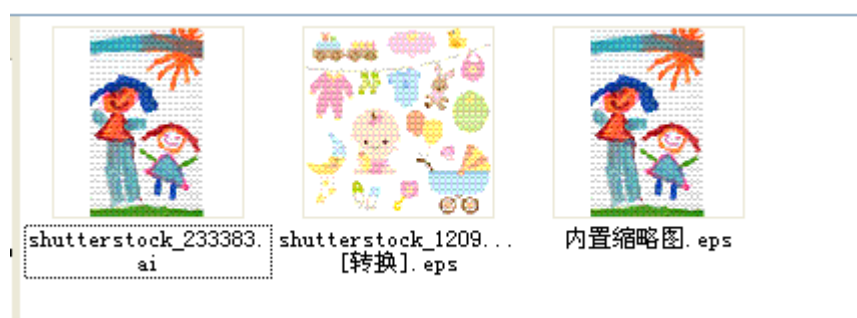 shutterstock_233383.
ai
shutterstock_1209...
[转换].eps
内置缩略图.eps